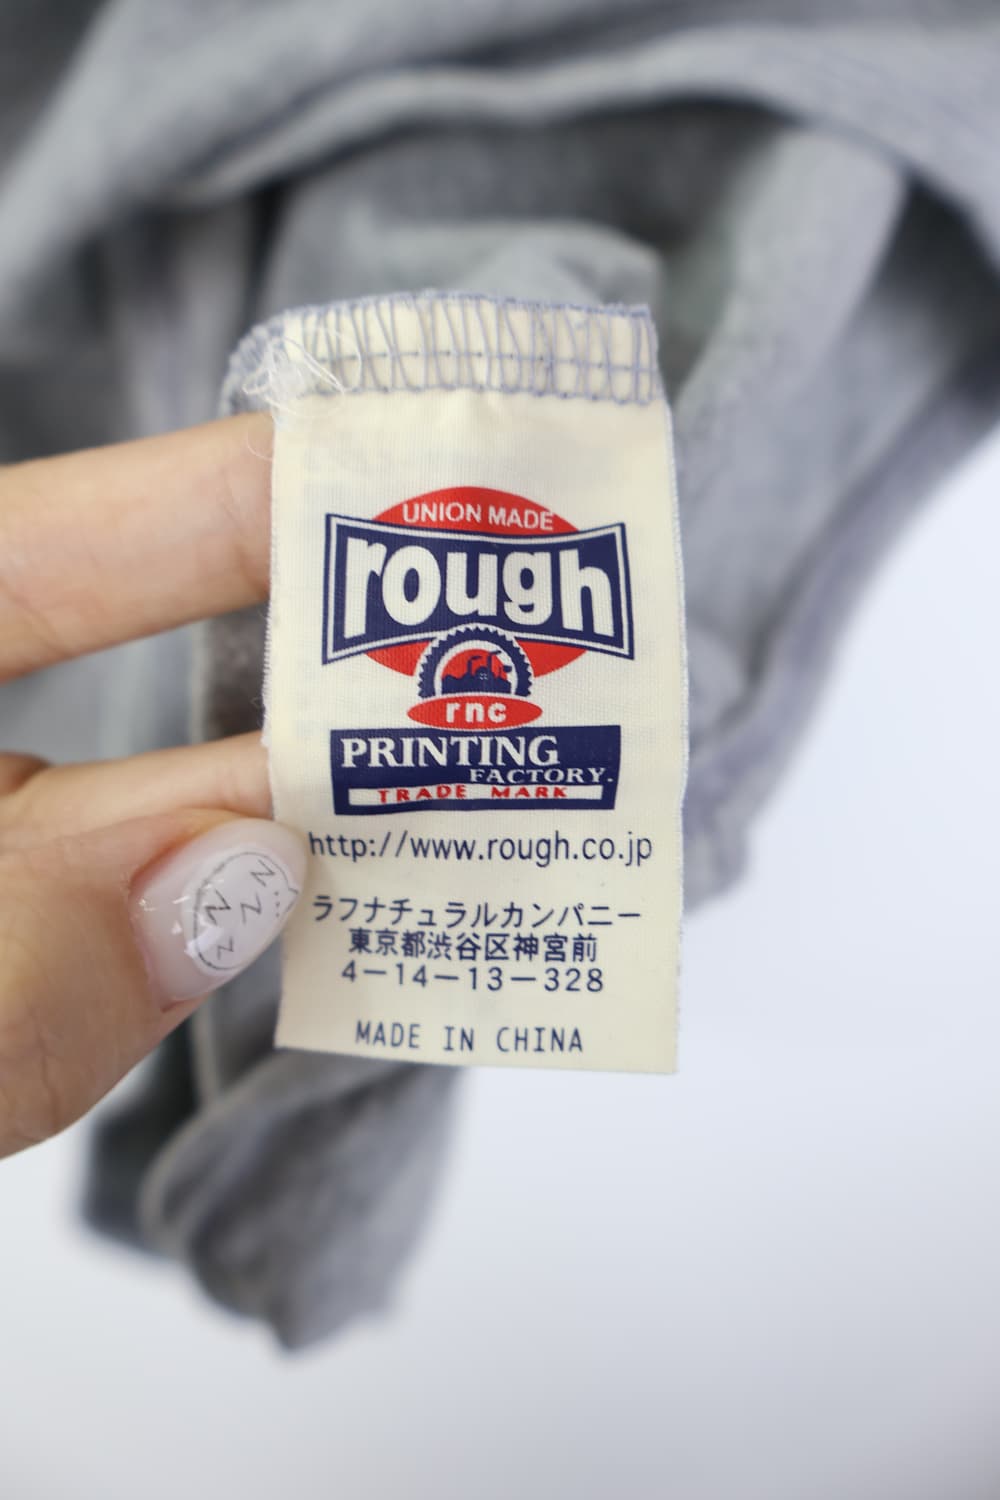 UNION MADE
rough
rnc
PRINTING
FACTORY.
TRADE MARK
http://www.rough.co.jp
ラフナチュラルカンパニー
東京都渋谷区神宮前
4－14－13－328
MADE IN CHINA
z...
z
z
z